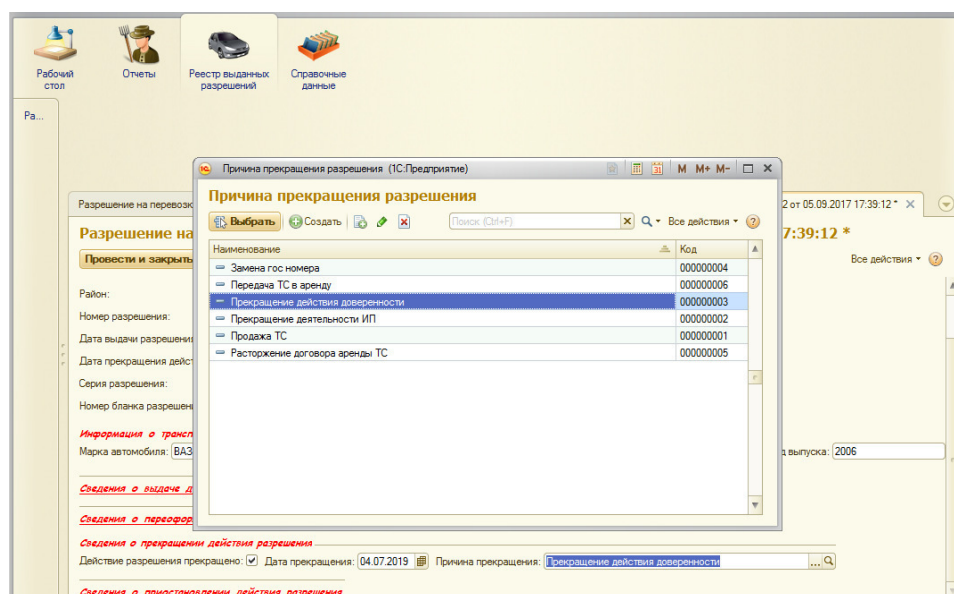 Рабочий стол
Отчеты
Реестр выданных разрешений
Справочные данные
Ра...
Причина прекращения разрешения (1С:Предприятие)
M M+ M-
Причина прекращения разрешения
Выбрать Создать Поиск (Ctrl+F) Все действия
Наименование Код
Замена гос номера 000000004
Передача ТС в аренду 000000006
Прекращение действия доверенности 000000003
Прекращение деятельности ИП 000000002
Продажа ТС 000000001
Расторжение договора аренды ТС 000000005
Разрешение на перевозк 2 от 05.09.2017 17:39:12 *
Разрешение на 7:39:12 *
Провести и закрыть Все действия
Район:
Номер разрешения:
Дата выдачи разрешени
Дата прекращения дейст
Серия разрешения:
Номер бланка разрешен
Информация о трансп
Марка автомобиля: ВАЗ д выпуска: 2006
Сведения о выдаче д
Сведения о переофор
Сведения о прекращении действия разрешения
Действие разрешения прекращено: Дата прекращения: 04.07.2019 Причина прекращения: Прекращение действия доверенности ...
Сведения о приостановлении действия разрешения